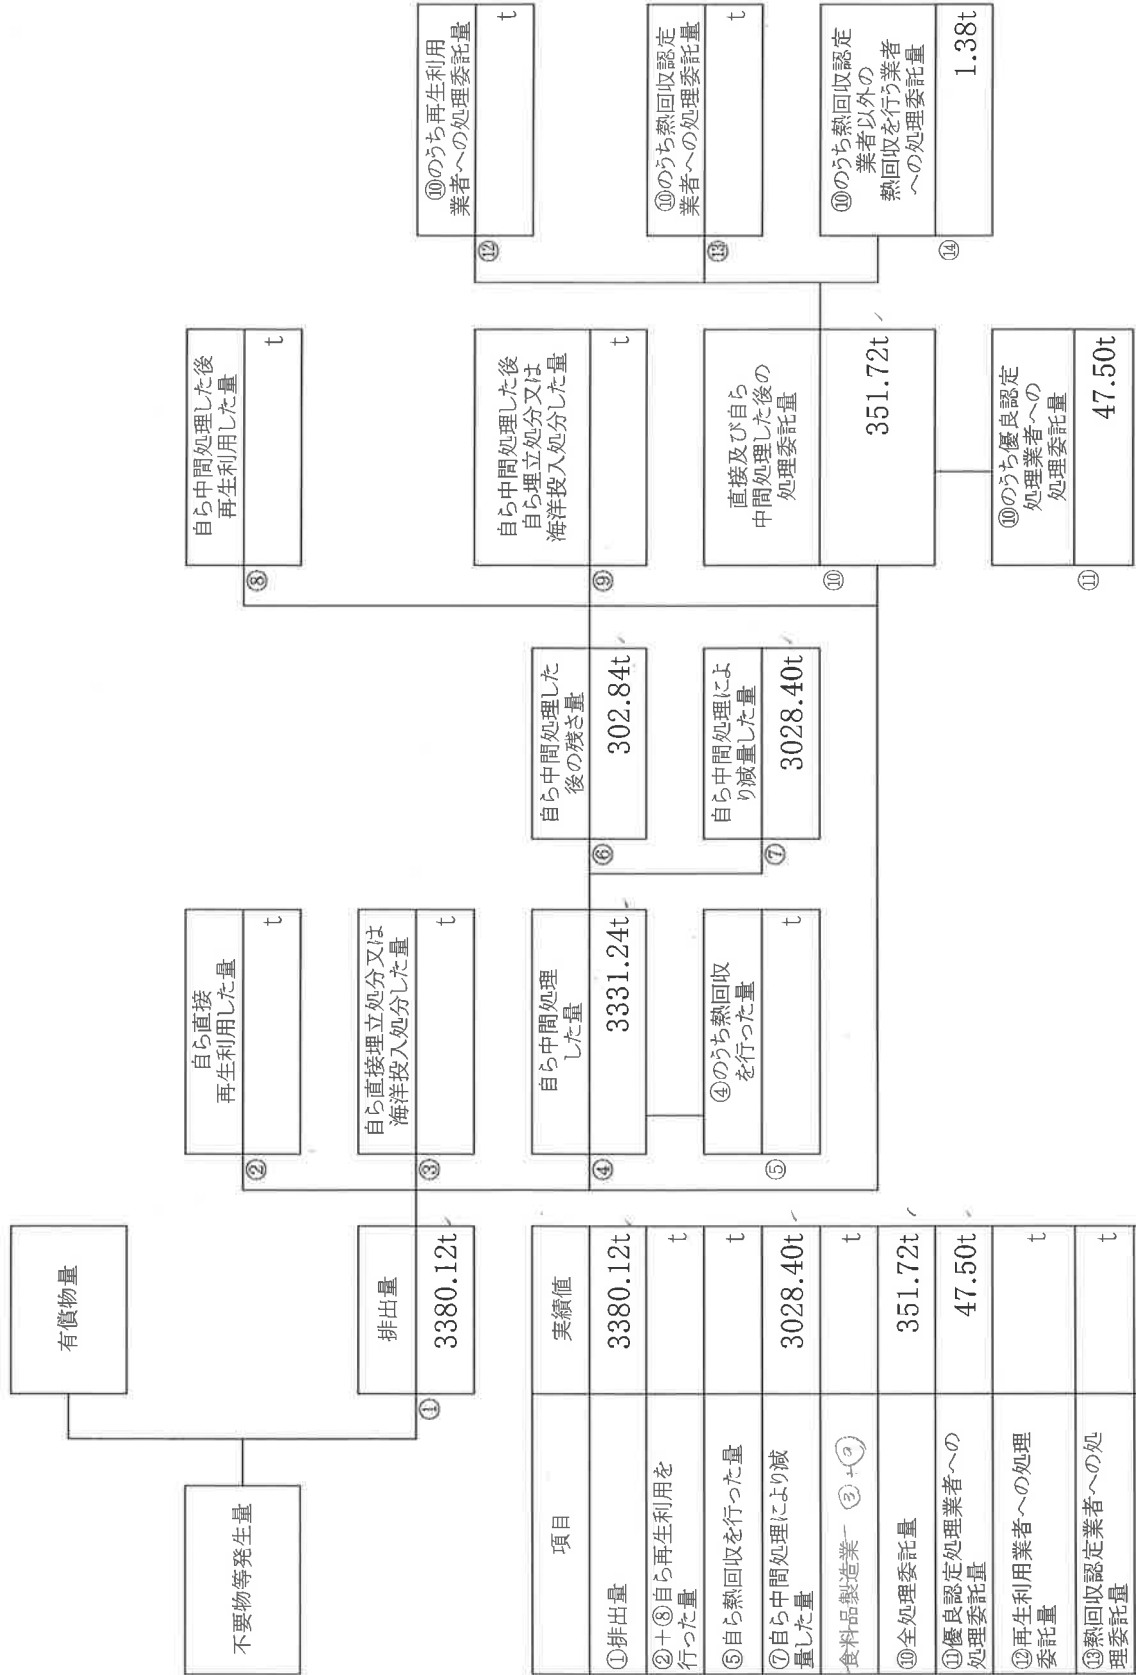 有償物量
不要物等発生量
排出量
①
3380.12t
自ら直接
再生利用した量
②
t
自ら直接埋立処分又は
海洋投入処分した量
③
t
自ら中間処理
した量
④
3331.24t
④のうち熱回収
を行った量
⑤
t
自ら中間処理した
後の残さ量
⑥
302.84t
自ら中間処理によ
り減量した量
⑦
3028.40t
自ら中間処理した後
再生利用した量
⑧
t
自ら中間処理した後
自ら埋立処分又は
海洋投入処分した量
⑨
t
直接及び自ら
中間処理した後の
処理委託量
⑩
351.72t
⑩のうち優良認定
処理業者への
処理委託量
⑪
47.50t
⑩のうち再生利用
業者への処理委託量
⑫
t
⑩のうち熱回収認定
業者への処理委託量
⑬
t
⑩のうち熱回収認定
業者以外の
熱回収を行う業者
への処理委託量
⑭
1.38t
項目 実績値
①排出量 3380.12t
②+⑧自ら再生利用を
行った量 t
⑤自ら熱回収を行った量 t
⑦自ら中間処理により減
量した量 3028.40t
食料品製造業 ③+⑨ t
⑩全処理委託量 351.72t
⑪優良認定処理業者への
処理委託量 47.50t
⑫再生利用業者への処理
委託量 t
⑬熱回収認定業者への処
理委託量 t